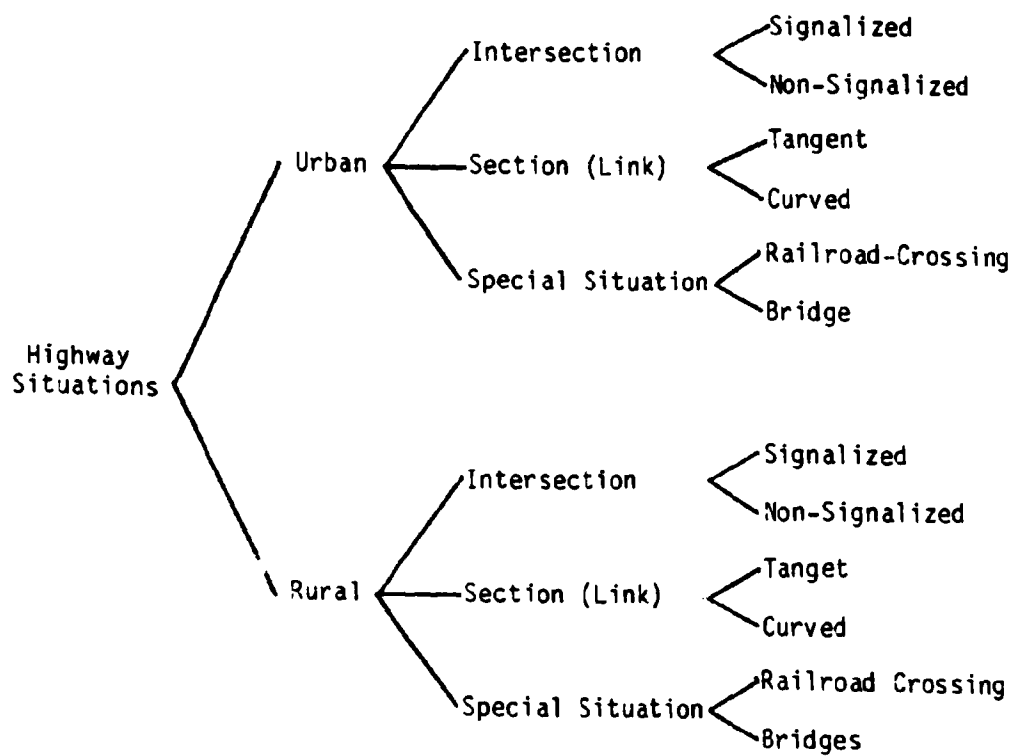 Highway
Situations
Urban
Intersection
Signalized
Non-Signalized
Section (Link)
Tangent
Curved
Special Situation
Railroad-Crossing
Bridge
Rural
Intersection
Signalized
Non-Signalized
Section (Link)
Tanget
Curved
Special Situation
Railroad Crossing
Bridges